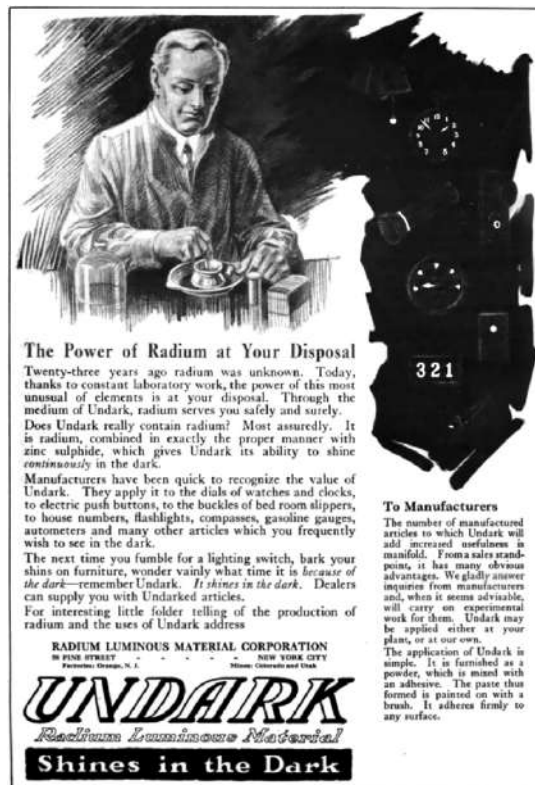 The Power of Radium at Your Disposal
Twenty-three years ago radium was unknown. Today,
thanks to constant laboratory work, the power of this most
unusual of elements is at your disposal. Through the
medium of Undark, radium serves you safely and surely.
Does Undark really contain radium? Most assuredly. It
is radium, combined in exactly the proper manner with
zinc sulphide, which gives Undark its ability to shine
continuously in the dark.
Manufacturers have been quick to recognize the value of
Undark. They apply it to the dials of watches and clocks,
to electric push buttons, to the buckles of bed room slippers,
to house numbers, flashlights, compasses, gasoline gauges,
autometers and many other articles which you frequently
wish to see in the dark.
The next time you fumble for a lighting switch, bark your
shins on furniture, wonder vainly what time it is because of
the dark—remember Undark. It shines in the dark. Dealers
can supply you with Undarked articles.
For interesting little folder telling of the production of
radium and the uses of Undark address
RADIUM LUMINOUS MATERIAL CORPORATION
58 PINE STREET - - - - - NEW YORK CITY
Factories: Orange, N. J. Mines: Colorado and Utah
UNDARK
Radium Luminous Material
Shines in the Dark
321
To Manufacturers
The number of manufactured
articles to which Undark will
add increased usefulness is
manifold. From a sales stand-
point, it has many obvious
advantages. We gladly answer
inquiries from manufacturers
and, when it seems advisable,
will carry on experimental
work for them. Undark may
be applied either at your
plant, or at our own.
The application of Undark is
simple. It is furnished as a
powder, which is mixed with
an adhesive. The paste thus
formed is painted on with a
brush. It adheres firmly to
any surface.